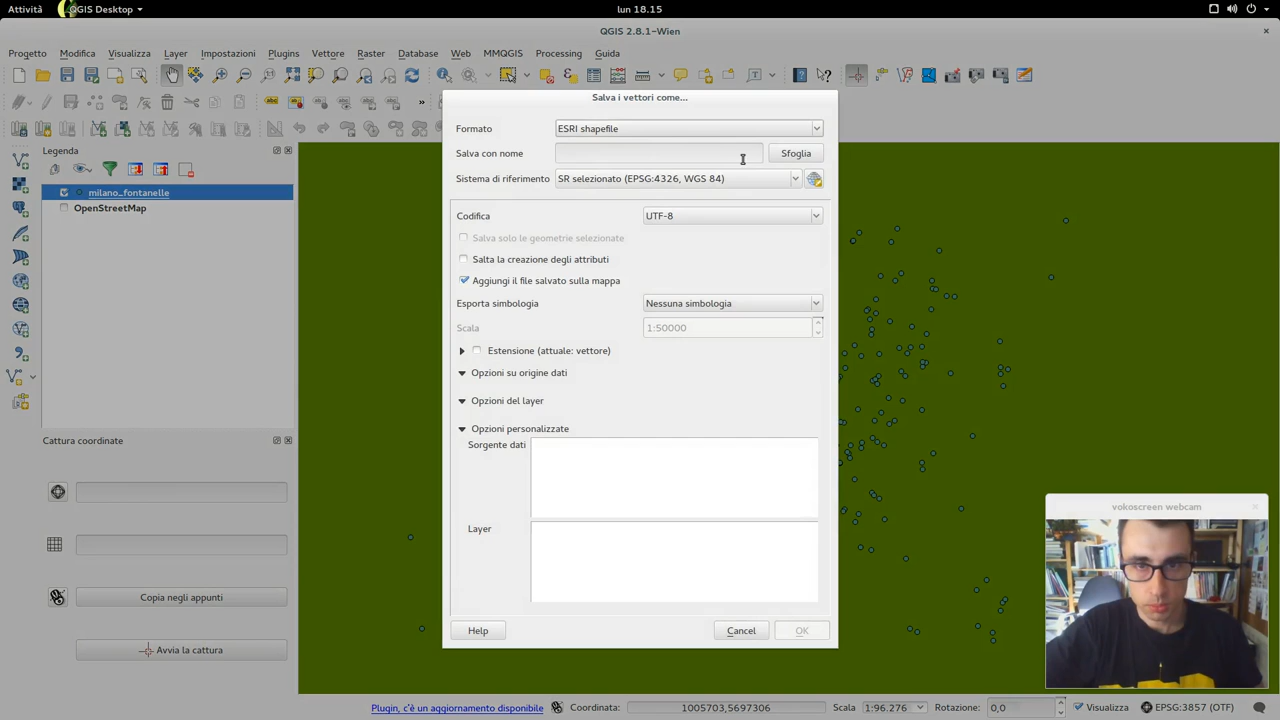 Attività QGIS Desktop lun 18.15
QGIS 2.8.1-Wien
Progetto Modifica Visualizza Layer Impostazioni Plugins Vettore Raster Database Web MMQGIS Processing Guida
Salva i vettori come...
Formato ESRI shapefile
Salva con nome Sfoglia
Sistema di riferimento SR selezionato (EPSG:4326, WGS 84)
Codifica UTF-8
Salva solo le geometrie selezionate
Salta la creazione degli attributi
Aggiungi il file salvato sulla mappa
Esporta simbologia Nessuna simbologia
Scala 1:50000
Estensione (attuale: vettore)
Opzioni su origine dati
Opzioni del layer
Opzioni personalizzate
Sorgente dati
Layer
Help Cancel OK
Legenda
milano_fontanelle
OpenStreetMap
Cattura coordinate
Copia negli appunti
Avvia la cattura
vokoscreen webcam
Plugin, c'è un aggiornamento disponibile Coordinata: 1005703,5697306 Scala 1:96.276 Rotazione: 0,0 Visualizza EPSG:3857 (OTF)